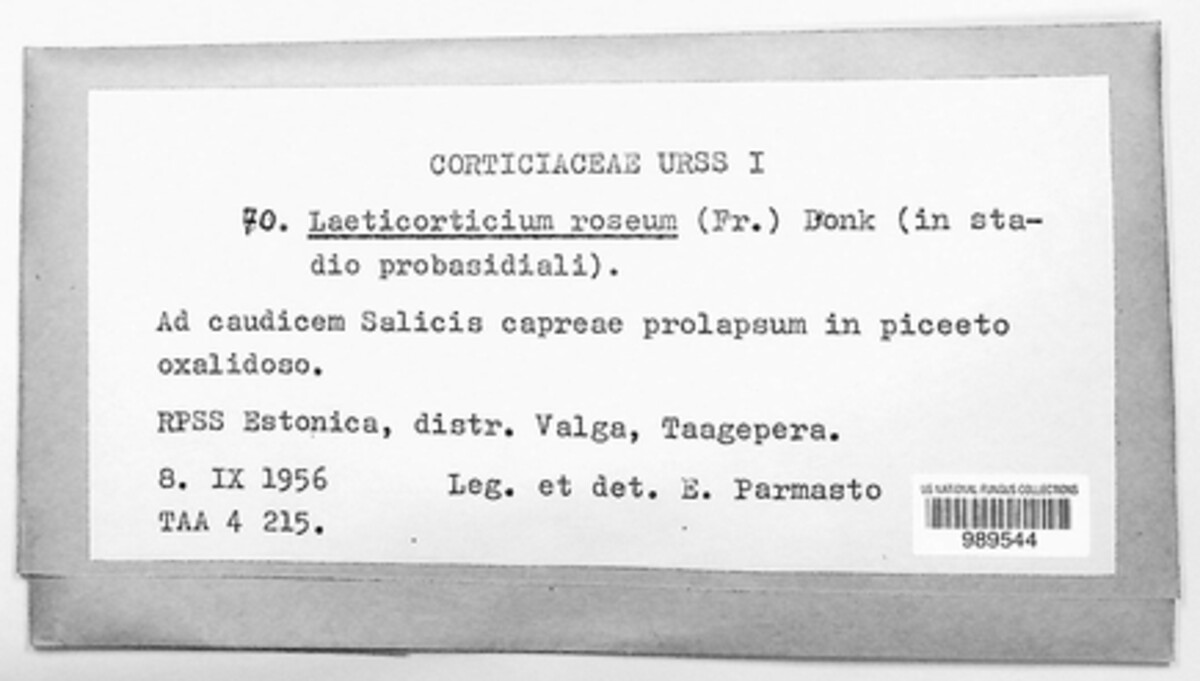 CORTICIACEAE URSS I
70. Laeticorticium roseum (Fr.) Donk (in sta-
dio probasidiali).
Ad caudicem Salicis capreae prolapsum in piceeto
oxalidoso.
RPSS Estonica, distr. Valga, Taagepera.
8. IX 1956 Leg. et det. E. Parmasto
TAA 4 215.
US NATIONAL FUNGUS COLLECTIONS
989544